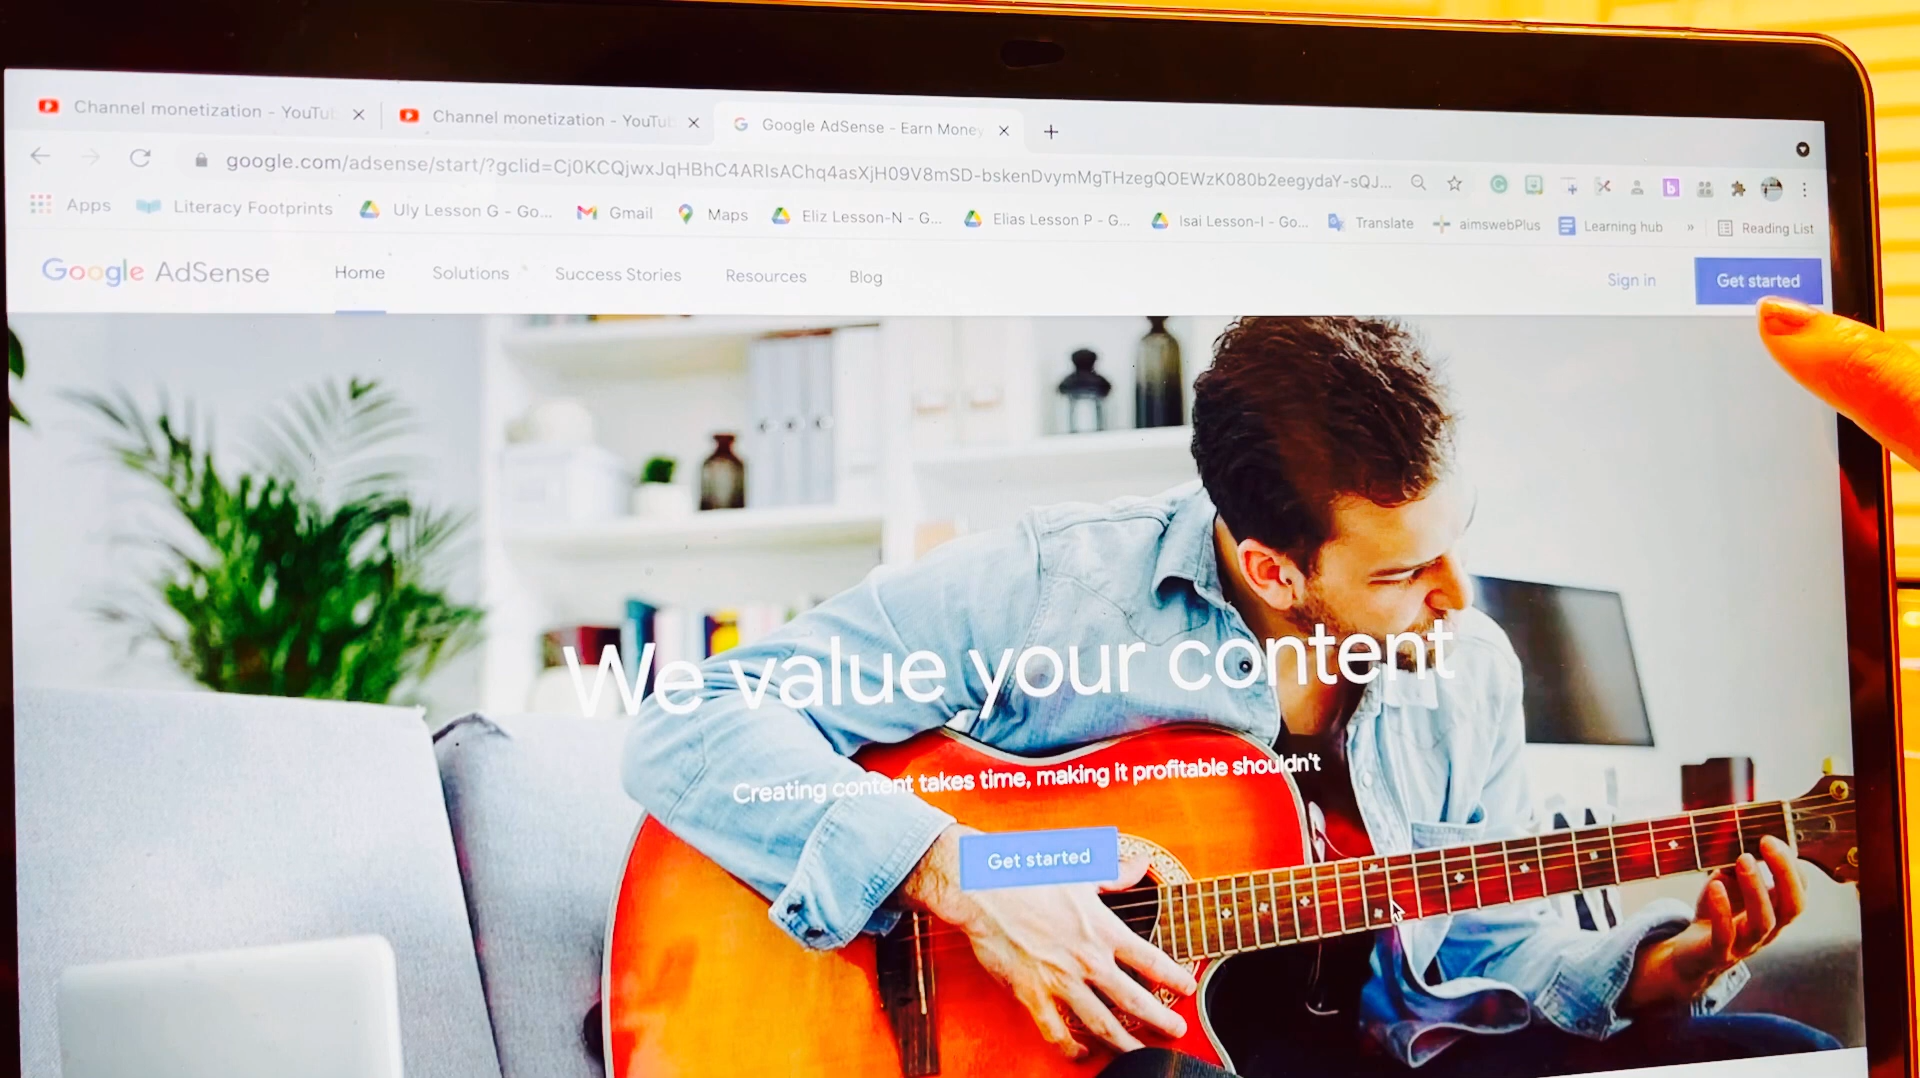 Channel monetization - YouTu
Channel monetization - YouTu
Google AdSense - Earn Money
google.com/adsense/start/?gclid=Cj0KCQjwxJqHBhC4ARIsAChq4asXjH09V8mSD-bskenDvymMgTHzegQOEWzK080b2eegydaY-sQJ...
Apps
Literacy Footprints
Uly Lesson G - Go...
Gmail
Maps
Eliz Lesson-N - G...
Elias Lesson P - G...
Isai Lesson-I - Go...
Translate
aimswebPlus
Learning hub
»
Reading List
Google AdSense
Home
Solutions
Success Stories
Resources
Blog
Sign in
Get started
We value your content
Creating content takes time, making it profitable shouldn't
Get started